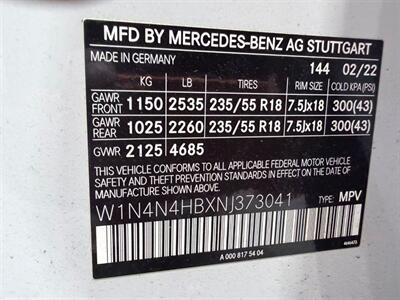 MFD BY MERCEDES-BENZ AG STUTTGART
MADE IN GERMANY 144 02/22
KG LB TIRES RIM SIZE COLD KPA (PSI)
GAWR FRONT 1150 2535 235/55 R18 7.5Jx18 300(43)
GAWR REAR 1025 2260 235/55 R18 7.5Jx18 300(43)
GVWR 2125 4685
THIS VEHICLE CONFORMS TO ALL APPLICABLE FEDERAL MOTOR VEHICLE
SAFETY AND THEFT PREVENTION STANDARDS IN EFFECT ON THE DATE
OF MANUFACTURE SHOWN ABOVE.
W1N4N4HBXNJ373041 TYPE: MPV
A 000 817 54 04